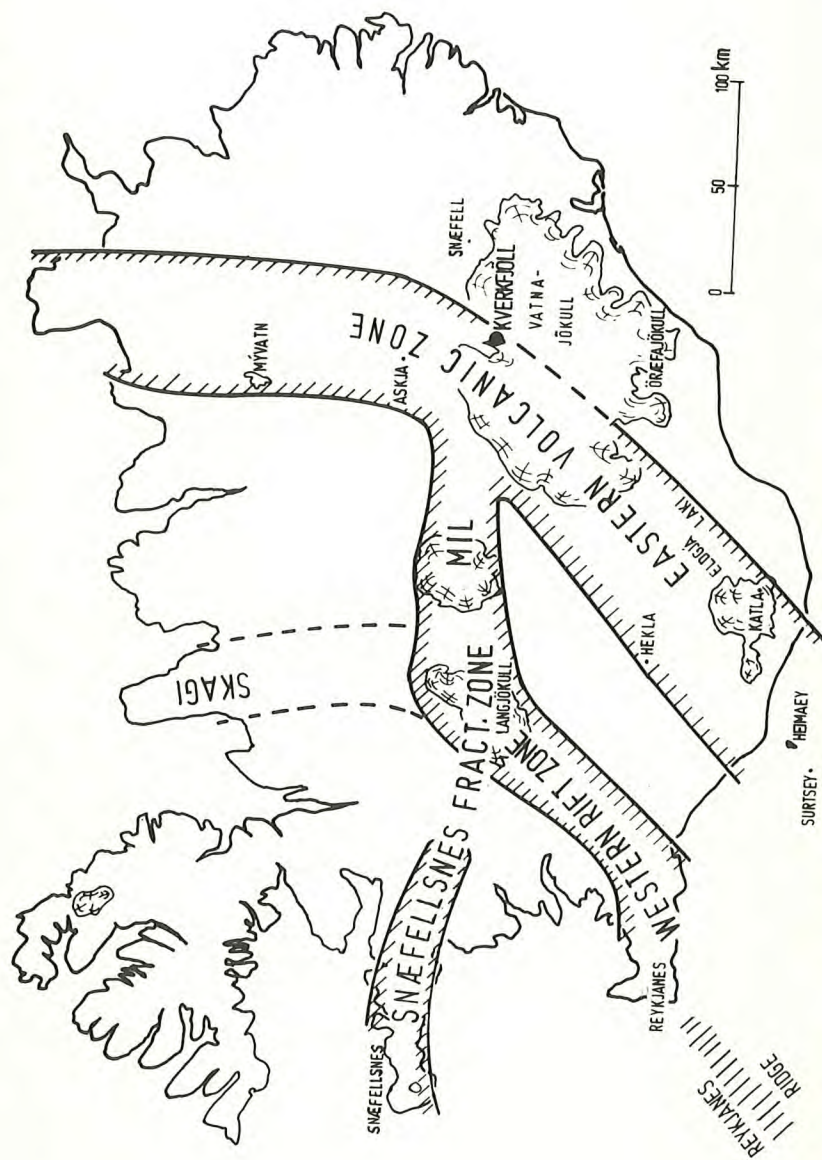 SKAGI
MÝVATN
ASKJA
SNÆFELL
KVERKFJÖLL
VATNA-
JÖKULL
ÖRÆFAJÖKULL
EASTERN VOLCANIC ZONE
MIL
LANGJÖKULL
SNÆFELLSNES FRACT. ZONE
SNÆFELLSNES
WESTERN RIFT ZONE
HEKLA
ELDGJÁ
LAKI
KATLA
HEIMAEY
SURTSEY
REYKJANES
REYKJANES
RIDGE
0 50 100 km